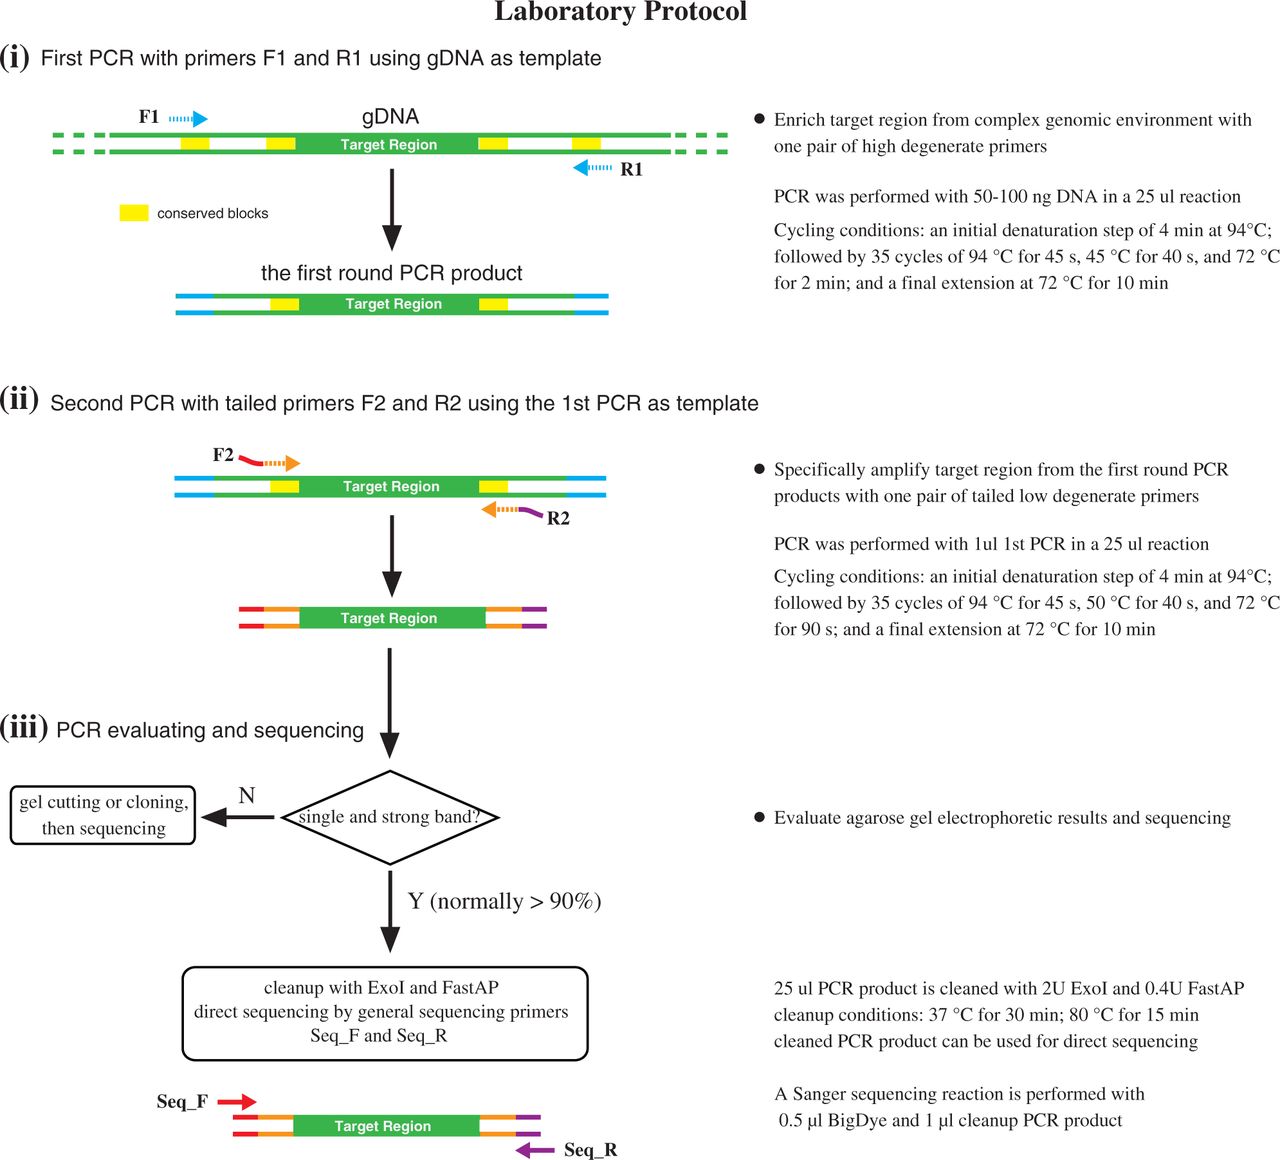 Laboratory Protocol
(i) First PCR with primers F1 and R1 using gDNA as template
F1
gDNA
Target Region
R1
conserved blocks
the first round PCR product
Target Region
● Enrich target region from complex genomic environment with
one pair of high degenerate primers
PCR was performed with 50-100 ng DNA in a 25 ul reaction
Cycling conditions: an initial denaturation step of 4 min at 94°C;
followed by 35 cycles of 94 °C for 45 s, 45 °C for 40 s, and 72 °C
for 2 min; and a final extension at 72 °C for 10 min
(ii) Second PCR with tailed primers F2 and R2 using the 1st PCR as template
F2
Target Region
R2
Target Region
● Specifically amplify target region from the first round PCR
products with one pair of tailed low degenerate primers
PCR was performed with 1ul 1st PCR in a 25 ul reaction
Cycling conditions: an initial denaturation step of 4 min at 94°C;
followed by 35 cycles of 94 °C for 45 s, 50 °C for 40 s, and 72 °C
for 90 s; and a final extension at 72 °C for 10 min
(iii) PCR evaluating and sequencing
gel cutting or cloning,
then sequencing
N
single and strong band?
● Evaluate agarose gel electrophoretic results and sequencing
Y (normally > 90%)
cleanup with ExoI and FastAP
direct sequencing by general sequencing primers
Seq_F and Seq_R
25 ul PCR product is cleaned with 2U ExoI and 0.4U FastAP
cleanup conditions: 37 °C for 30 min; 80 °C for 15 min
cleaned PCR product can be used for direct sequencing
Seq_F
Target Region
Seq_R
A Sanger sequencing reaction is performed with
0.5 µl BigDye and 1 µl cleanup PCR product